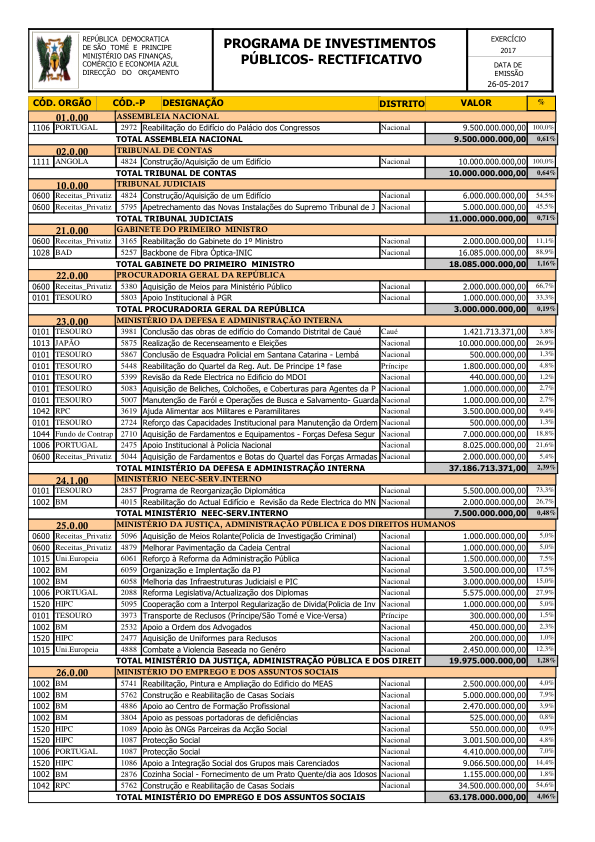 REPÚBLICA DEMOCRATICA
DE SÃO TOMÉ E PRINCIPE
MINISTÉRIO DAS FINANÇAS,
COMÉRCIO E ECONOMIA AZUL
DIRECÇÃO DO ORÇAMENTO
PROGRAMA DE INVESTIMENTOS
PÚBLICOS- RECTIFICATIVO
EXERCÍCIO
2017
DATA DE
EMISSÃO
26-05-2017
CÓD. ORGÃO CÓD.-P DESIGNAÇÃO DISTRITO VALOR %
01.0.00 ASSEMBLEIA NACIONAL
1106 PORTUGAL 2972 Reabilitação do Edifício do Palácio dos Congressos Nacional 9.500.000.000,00 100,0%
TOTAL ASSEMBLEIA NACIONAL 9.500.000.000,00 0,61%
02.0.00 TRIBUNAL DE CONTAS
1111 ANGOLA 4824 Construção/Aquisição de um Edifício Nacional 10.000.000.000,00 100,0%
TOTAL TRIBUNAL DE CONTAS 10.000.000.000,00 0,64%
10.0.00 TRIBUNAL JUDICIAIS
0600 Receitas_Privatiz 4824 Construção/Aquisição de um Edifício Nacional 6.000.000.000,00 54,5%
0600 Receitas_Privatiz 5795 Apetrechamento das Novas Instalações do Supremo Tribunal de J Nacional 5.000.000.000,00 45,5%
TOTAL TRIBUNAL JUDICIAIS 11.000.000.000,00 0,71%
21.0.00 GABINETE DO PRIMEIRO MINISTRO
0600 Receitas_Privatiz 3165 Reabilitação do Gabinete do 1º Ministro Nacional 2.000.000.000,00 11,1%
1028 BAD 5257 Backbone de Fibra Óptica-INIC Nacional 16.085.000.000,00 88,9%
TOTAL GABINETE DO PRIMEIRO MINISTRO 18.085.000.000,00 1,16%
22.0.00 PROCURADORIA GERAL DA REPÚBLICA
0600 Receitas_Privatiz 5380 Aquisição de Meios para Ministério Público Nacional 2.000.000.000,00 66,7%
0101 TESOURO 5803 Apoio Institucional à PGR Nacional 1.000.000.000,00 33,3%
TOTAL PROCURADORIA GERAL DA REPÚBLICA 3.000.000.000,00 0,19%
23.0.00 MINISTÉRIO DA DEFESA E ADMINISTRAÇÃO INTERNA
0101 TESOURO 3981 Conclusão das obras de edifício do Comando Distrital de Caué Caué 1.421.713.371,00 3,8%
1013 JAPÃO 5875 Realização de Recenseamento e Eleições Nacional 10.000.000.000,00 26,9%
0101 TESOURO 5867 Conclusão de Esquadra Policial em Santana Catarina - Lembá Nacional 500.000.000,00 1,3%
0101 TESOURO 5448 Reabilitação do Quartel da Reg. Aut. De Principe 1ª fase Príncipe 1.800.000.000,00 4,8%
0101 TESOURO 5399 Revisão da Rede Electrica no Edifício do MDOI Nacional 440.000.000,00 1,2%
0101 TESOURO 5083 Aquisição de Beliches, Colchoões, e Coberturas para Agentes da P Nacional 1.000.000.000,00 2,7%
0101 TESOURO 5007 Manutenção de Faról e Operações de Busca e Salvamento- Guarda Nacional 1.000.000.000,00 2,7%
1042 RPC 3619 Ajuda Alimentar aos Militares e Paramilitares Nacional 3.500.000.000,00 9,4%
0101 TESOURO 2724 Reforço das Capacidades Institucional para Manutenção da Ordem Nacional 500.000.000,00 1,3%
1044 Fundo de Contrap 2710 Aquisição de Fardamentos e Equipamentos - Forças Defesa Segur Nacional 7.000.000.000,00 18,8%
1006 PORTUGAL 2475 Apoio Institucional à Policia Nacional Nacional 8.025.000.000,00 21,6%
0600 Receitas_Privatiz 5044 Aquisição de Fardamentos e Botas do Quartel das Forças Armadas Nacional 2.000.000.000,00 5,4%
TOTAL MINISTÉRIO DA DEFESA E ADMINISTRAÇÃO INTERNA 37.186.713.371,00 2,39%
24.1.00 MINISTÉRIO NEEC-SERV.INTERNO
0101 TESOURO 2857 Programa de Reorganização Diplomática Nacional 5.500.000.000,00 73,3%
1002 BM 4015 Reabilitação do Actual Edifício e Revisão da Rede Electrica do MN Nacional 2.000.000.000,00 26,7%
TOTAL MINISTÉRIO NEEC-SERV.INTERNO 7.500.000.000,00 0,48%
25.0.00 MINISTÉRIO DA JUSTIÇA, ADMINISTRAÇÃO PÚBLICA E DOS DIREITOS HUMANOS
0600 Receitas_Privatiz 5096 Aquisição de Meios Rolante(Policia de Investigação Criminal) Nacional 1.000.000.000,00 5,0%
0600 Receitas_Privatiz 4879 Melhorar Pavimentação da Cadeia Central Nacional 1.000.000.000,00 5,0%
1015 Uni.Europeia 6061 Reforço à Reforma da Administração Pública Nacional 1.500.000.000,00 7,5%
1002 BM 6059 Organização e Implentação da PJ Nacional 3.500.000.000,00 17,5%
1002 BM 6058 Melhoria das Infraestruturas Judiciaisl e PIC Nacional 3.000.000.000,00 15,0%
1006 PORTUGAL 2088 Reforma Legislativa/Actualização dos Diplomas Nacional 5.575.000.000,00 27,9%
1520 HIPC 5095 Cooperação com a Interpol Regularização de Divida(Policia de Inv Nacional 1.000.000.000,00 5,0%
0101 TESOURO 3973 Transporte de Reclusos (Príncipe/São Tomé e Vice-Versa) Príncipe 300.000.000,00 1,5%
1002 BM 2532 Apoio a Ordem dos Advogados Nacional 450.000.000,00 2,3%
1520 HIPC 2477 Aquisição de Uniformes para Reclusos Nacional 200.000.000,00 1,0%
1015 Uni.Europeia 4888 Combate a Violencia Baseada no Genéro Nacional 2.450.000.000,00 12,3%
TOTAL MINISTÉRIO DA JUSTIÇA, ADMINISTRAÇÃO PÚBLICA E DOS DIREIT 19.975.000.000,00 1,28%
26.0.00 MINISTÉRIO DO EMPREGO E DOS ASSUNTOS SOCIAIS
1002 BM 5741 Reabilitação, Pintura e Ampliação do Edificio do MEAS Nacional 2.500.000.000,00 4,0%
1002 BM 5762 Construção e Reabilitação de Casas Sociais Nacional 5.000.000.000,00 7,9%
1002 BM 4886 Apoio ao Centro de Formação Profissional Nacional 2.470.000.000,00 3,9%
1002 BM 3804 Apoio as pessoas portadoras de deficiências Nacional 525.000.000,00 0,8%
1520 HIPC 1089 Apoio às ONGs Parceiras da Acção Social Nacional 550.000.000,00 0,9%
1520 HIPC 1087 Protecção Social Nacional 3.001.500.000,00 4,8%
1006 PORTUGAL 1087 Protecção Social Nacional 4.410.000.000,00 7,0%
1520 HIPC 1086 Apoio a Integração Social dos Grupos mais Carenciados Nacional 9.066.500.000,00 14,4%
1002 BM 2876 Cozinha Social - Fornecimento de um Prato Quente/dia aos Idosos Nacional 1.155.000.000,00 1,8%
1042 RPC 5762 Construção e Reabilitação de Casas Sociais Nacional 34.500.000.000,00 54,6%
TOTAL MINISTÉRIO DO EMPREGO E DOS ASSUNTOS SOCIAIS 63.178.000.000,00 4,06%